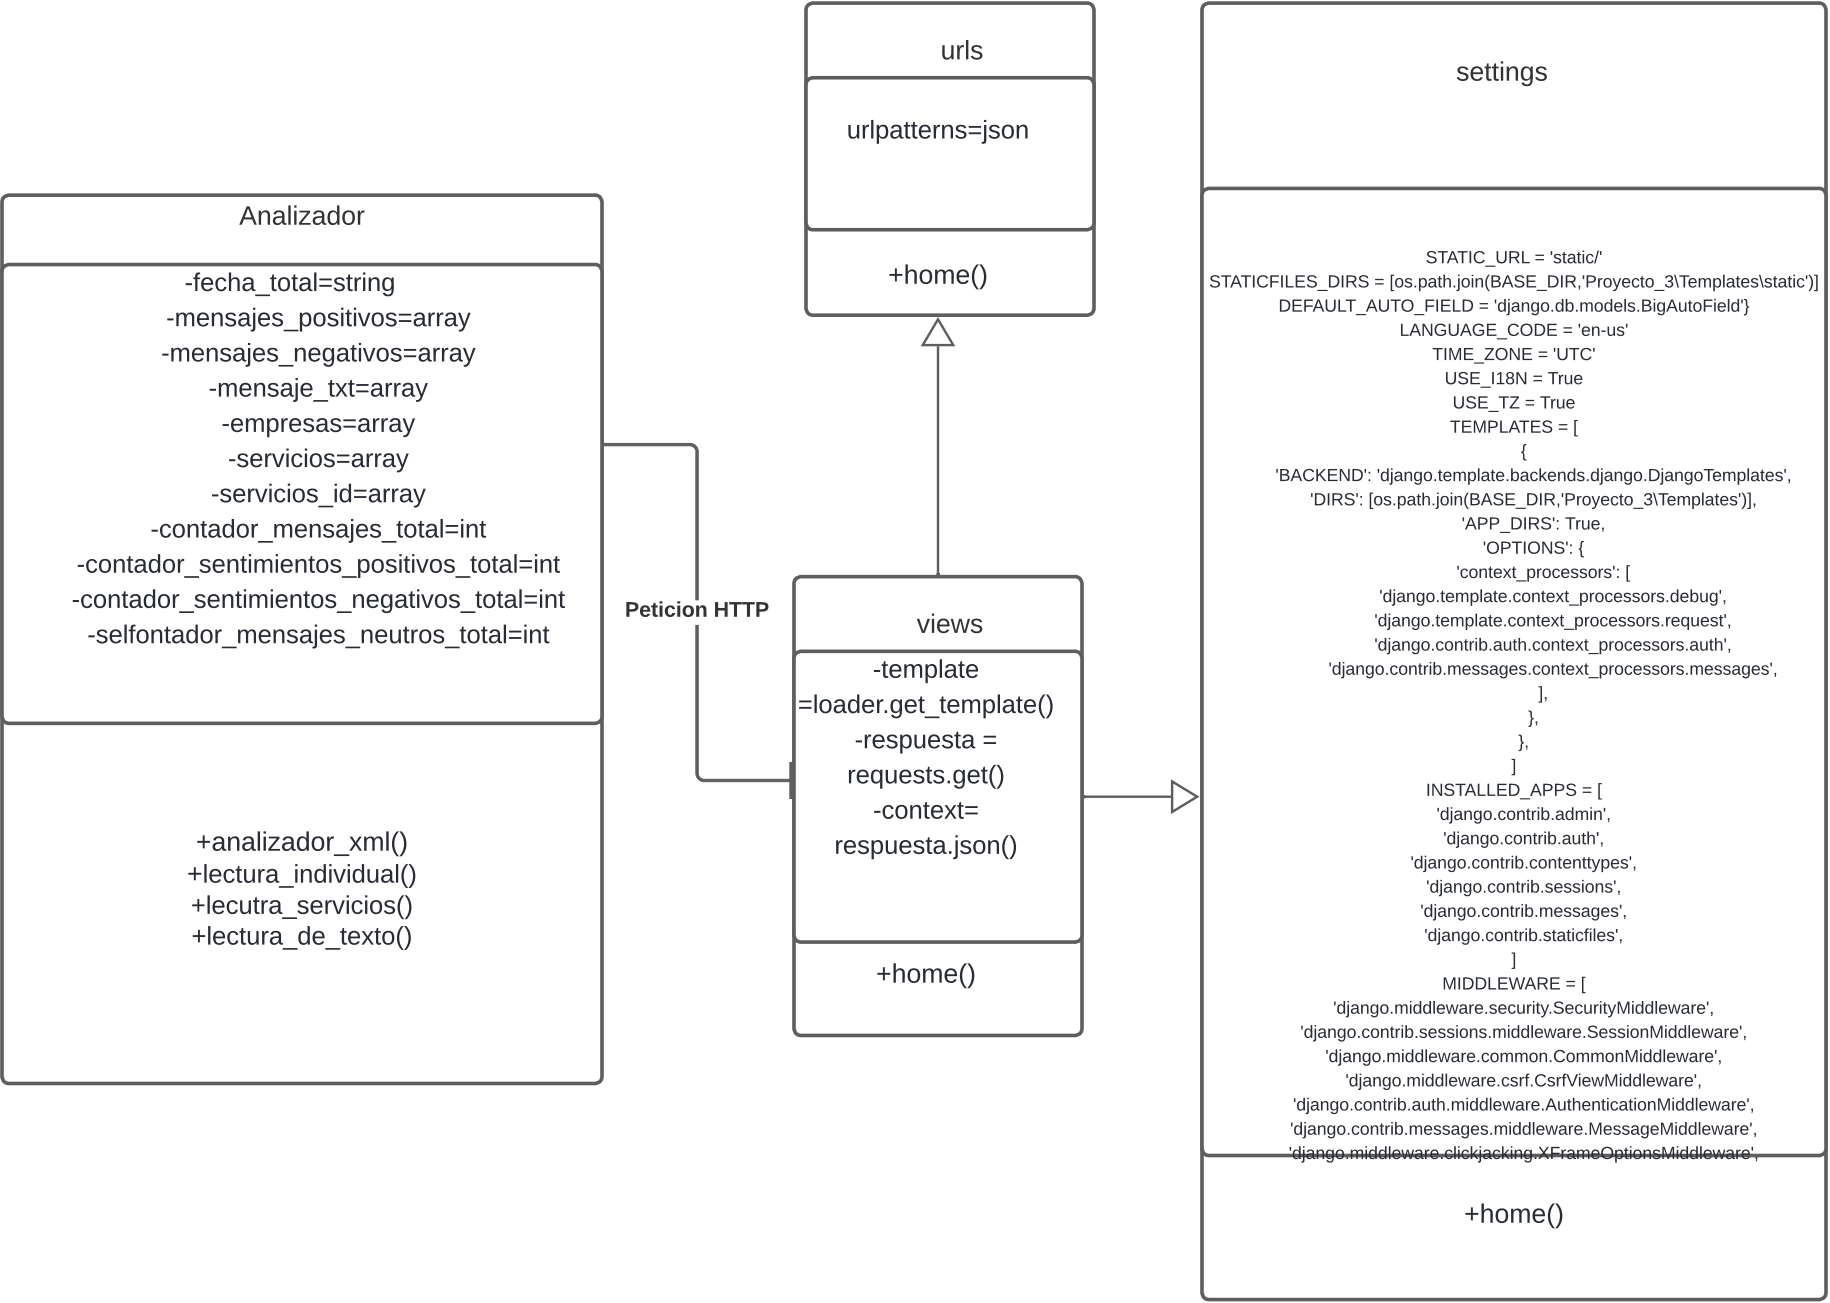 urls
urlpatterns=json
+home()
settings
STATIC_URL = 'static/'
STATICFILES_DIRS = [os.path.join(BASE_DIR,'Proyecto_3\Templates\static')]
DEFAULT_AUTO_FIELD = 'django.db.models.BigAutoField'}
LANGUAGE_CODE = 'en-us'
TIME_ZONE = 'UTC'
USE_I18N = True
USE_TZ = True
TEMPLATES = [
{
'BACKEND': 'django.template.backends.django.DjangoTemplates',
'DIRS': [os.path.join(BASE_DIR,'Proyecto_3\Templates')],
'APP_DIRS': True,
'OPTIONS': {
'context_processors': [
'django.template.context_processors.debug',
'django.template.context_processors.request',
'django.contrib.auth.context_processors.auth',
'django.contrib.messages.context_processors.messages',
],
},
},
]
INSTALLED_APPS = [
'django.contrib.admin',
'django.contrib.auth',
'django.contrib.contenttypes',
'django.contrib.sessions',
'django.contrib.messages',
'django.contrib.staticfiles',
]
MIDDLEWARE = [
'django.middleware.security.SecurityMiddleware',
'django.contrib.sessions.middleware.SessionMiddleware',
'django.middleware.common.CommonMiddleware',
'django.middleware.csrf.CsrfViewMiddleware',
'django.contrib.auth.middleware.AuthenticationMiddleware',
'django.contrib.messages.middleware.MessageMiddleware',
'django.middleware.clickjacking.XFrameOptionsMiddleware',
+home()
Analizador
-fecha_total=string
-mensajes_positivos=array
-mensajes_negativos=array
-mensaje_txt=array
-empresas=array
-servicios=array
-servicios_id=array
-contador_mensajes_total=int
-contador_sentimientos_positivos_total=int
-contador_sentimientos_negativos_total=int
-selfontador_mensajes_neutros_total=int
+analizador_xml()
+lectura_individual()
+lecutra_servicios()
+lectura_de_texto()
Peticion HTTP
views
-template
=loader.get_template()
-respuesta =
requests.get()
-context=
respuesta.json()
+home()